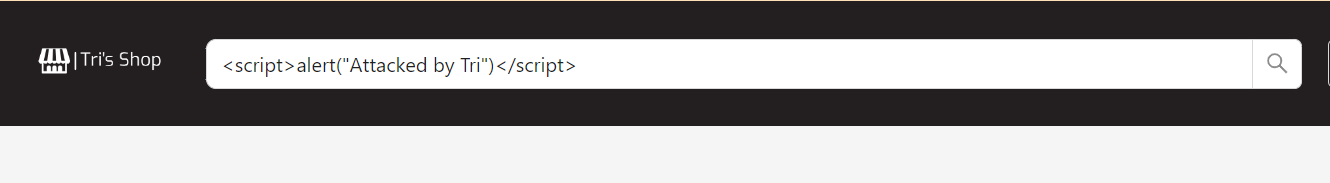 |Tri's Shop
<script>alert("Attacked by Tri")</script>